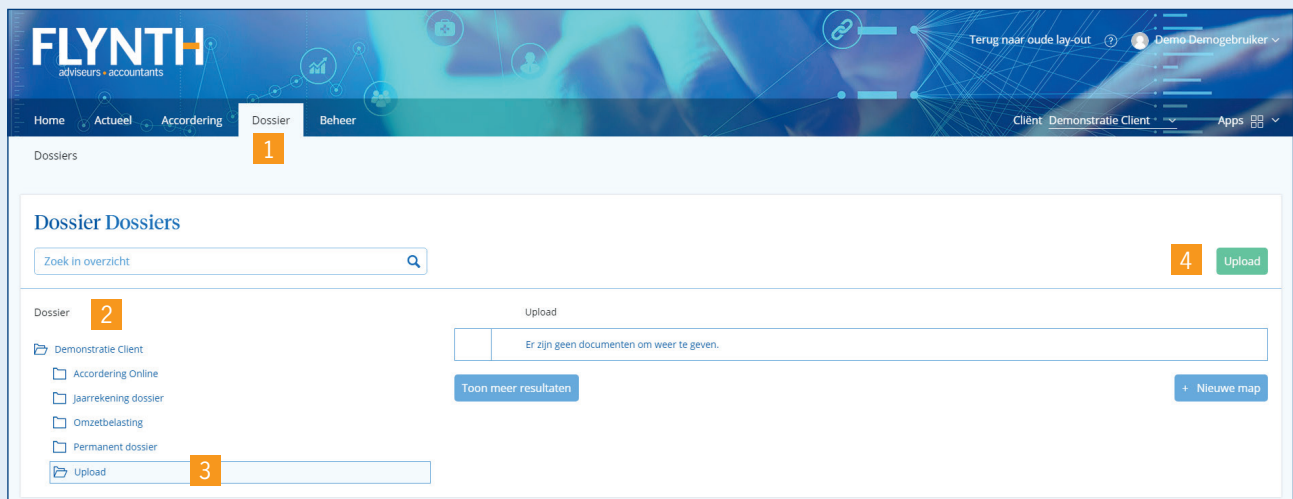 FLYNTH
adviseurs • accountants
Terug naar oude lay-out ? Demo Demogebruiker
Home Actueel Accordering Dossier Beheer Cliënt Demonstratie Client Apps
1
Dossiers
Dossier Dossiers
Zoek in overzicht
4 Upload
Dossier 2
Upload
Demonstratie Client
Er zijn geen documenten om weer te geven.
Accordering Online
Toon meer resultaten
+ Nieuwe map
Jaarrekening dossier
Omzetbelasting
Permanent dossier
Upload 3